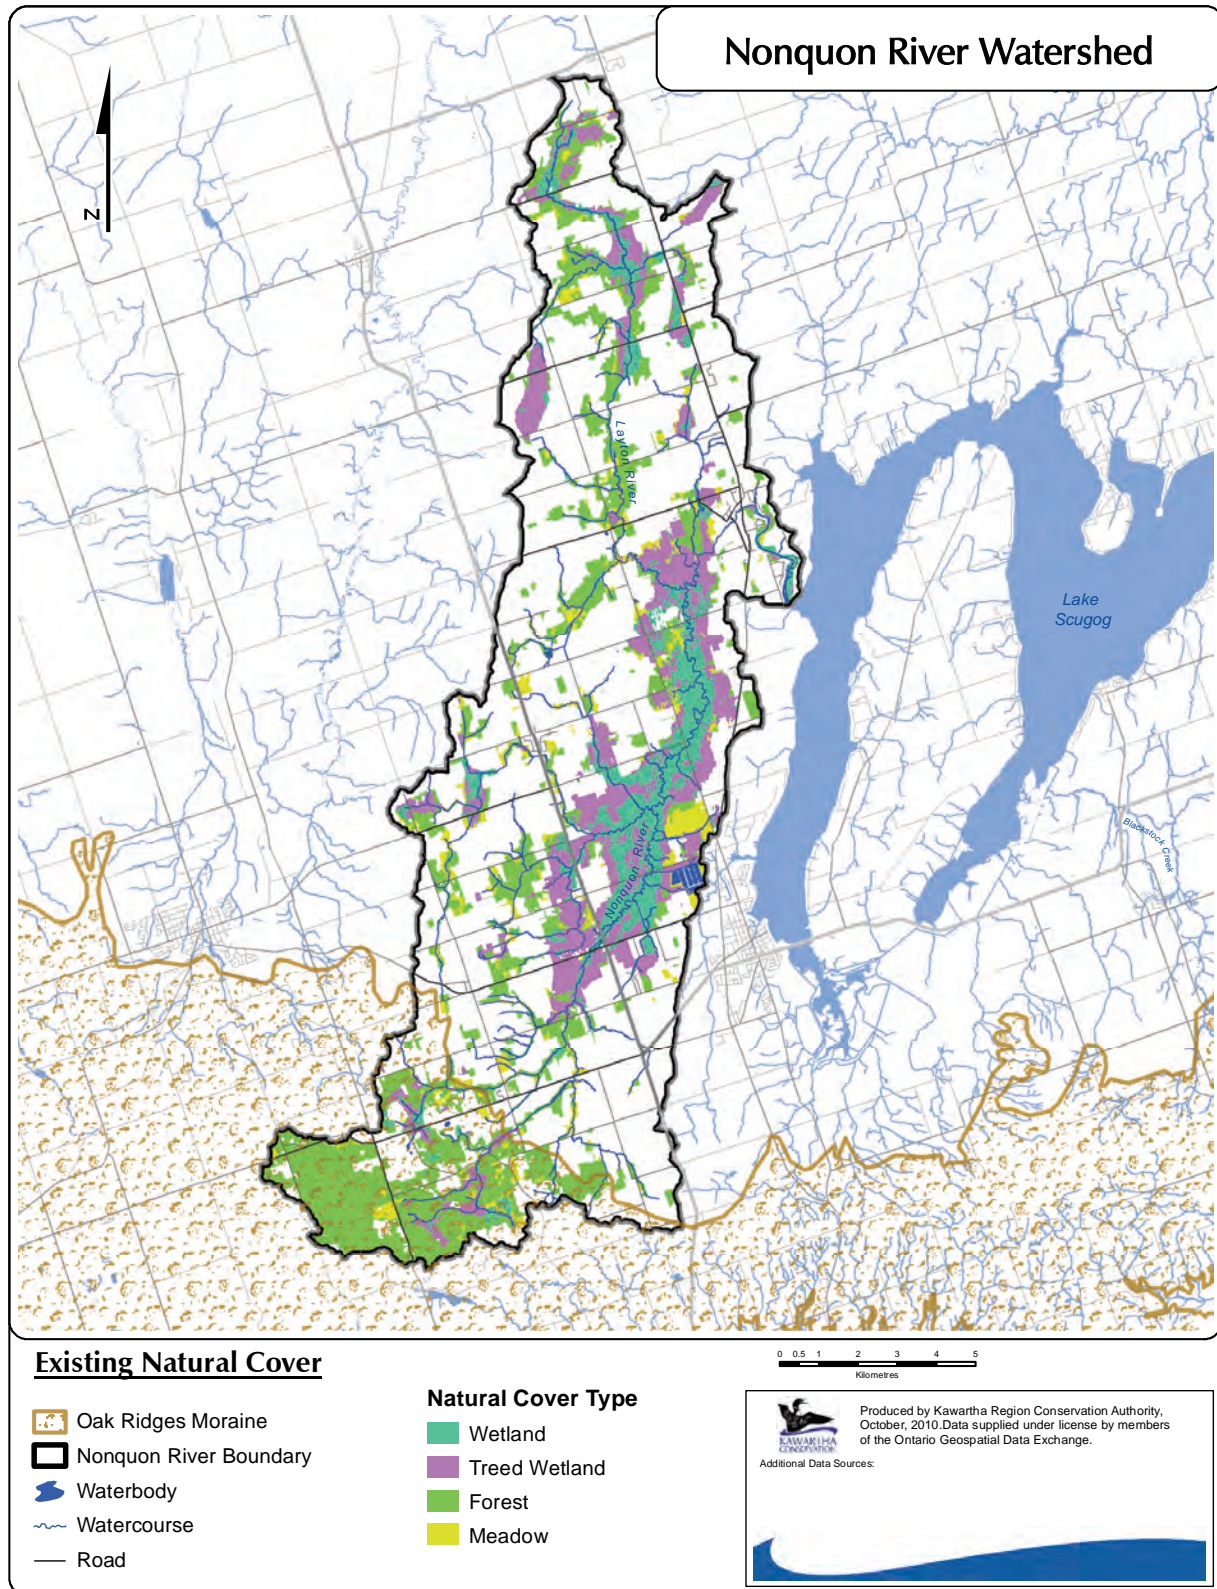 Nonquon River Watershed
N
Layton River
Lake
Scugog
Blackstock Creek
Nonquon River
Existing Natural Cover
Oak Ridges Moraine
Nonquon River Boundary
Waterbody
Watercourse
Road
Natural Cover Type
Wetland
Treed Wetland
Forest
Meadow
0 0.5 1 2 3 4 5
Kilometres
KAWARTHA
CONSERVATION
Produced by Kawartha Region Conservation Authority,
October, 2010.Data supplied under license by members
of the Ontario Geospatial Data Exchange.
Additional Data Sources: